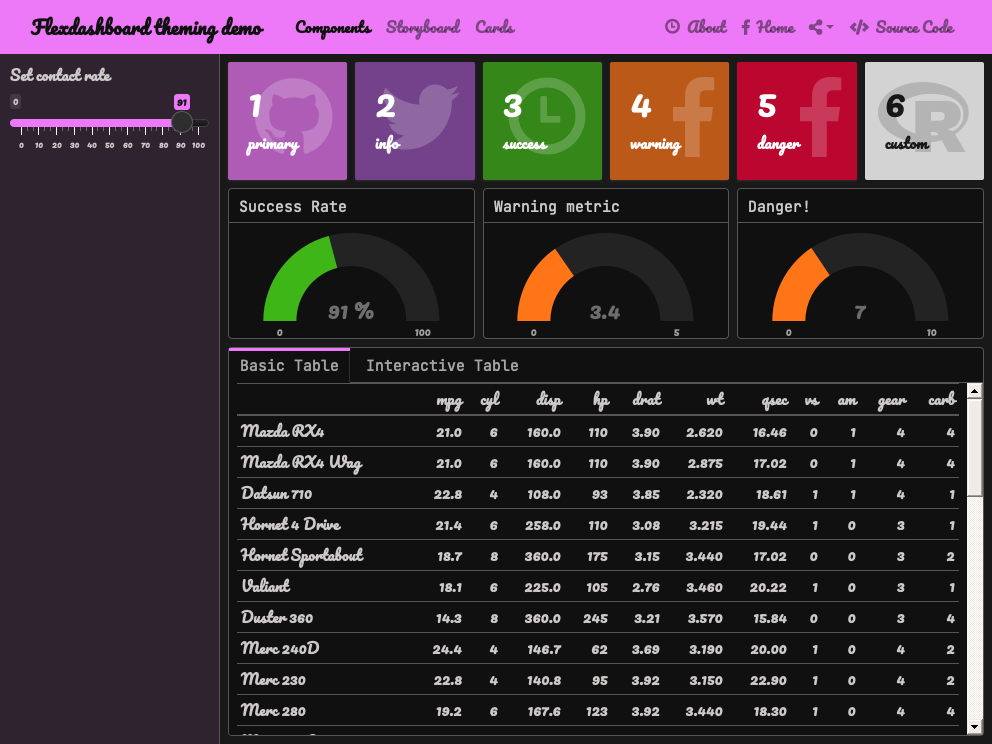 Flexdashboard theming demo Components Storyboard Cards About Home Source Code
Set contact rate
0 91
0 10 20 30 40 50 60 70 80 90 100
1 primary
2 info
3 success
4 warning
5 danger
6 custom
Success Rate
91 %
0 100
Warning metric
3.4
0 5
Danger!
7
0 10
Basic Table Interactive Table
mpg cyl disp hp drat wt qsec vs am gear carb
Mazda RX4 21.0 6 160.0 110 3.90 2.620 16.46 0 1 4 4
Mazda RX4 Wag 21.0 6 160.0 110 3.90 2.875 17.02 0 1 4 4
Datsun 710 22.8 4 108.0 93 3.85 2.320 18.61 1 1 4 1
Hornet 4 Drive 21.4 6 258.0 110 3.08 3.215 19.44 1 0 3 1
Hornet Sportabout 18.7 8 360.0 175 3.15 3.440 17.02 0 0 3 2
Valiant 18.1 6 225.0 105 2.76 3.460 20.22 1 0 3 1
Duster 360 14.3 8 360.0 245 3.21 3.570 15.84 0 0 3 4
Merc 240D 24.4 4 146.7 62 3.69 3.190 20.00 1 0 4 2
Merc 230 22.8 4 140.8 95 3.92 3.150 22.90 1 0 4 2
Merc 280 19.2 6 167.6 123 3.92 3.440 18.30 1 0 4 4